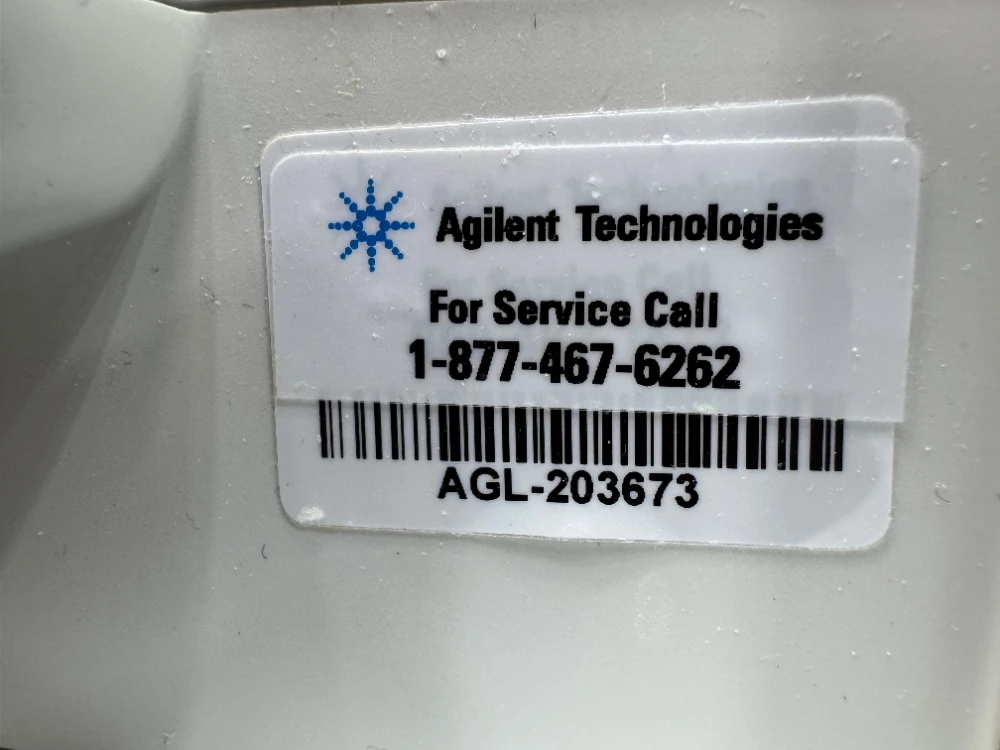 Agilent Technologies
For Service Call
1-877-467-6262
AGL-203673